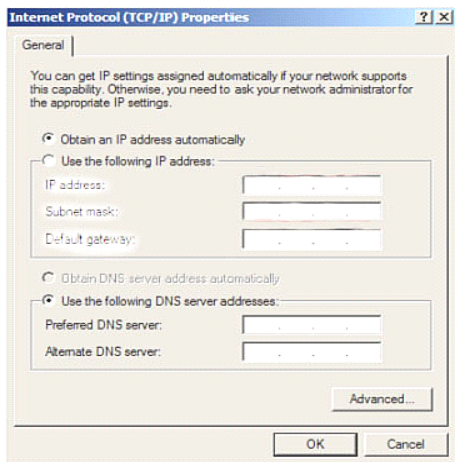 Internet Protocol (TCP/IP) Properties
General
You can get IP settings assigned automatically if your network supports
this capability. Otherwise, you need to ask your network administrator for
the appropriate IP settings.
Obtain an IP address automatically
Use the following IP address:
IP address:
Subnet mask:
Default gateway:
Obtain DNS server address automatically
Use the following DNS server addresses:
Preferred DNS server:
Alternate DNS server:
Advanced...
OK
Cancel